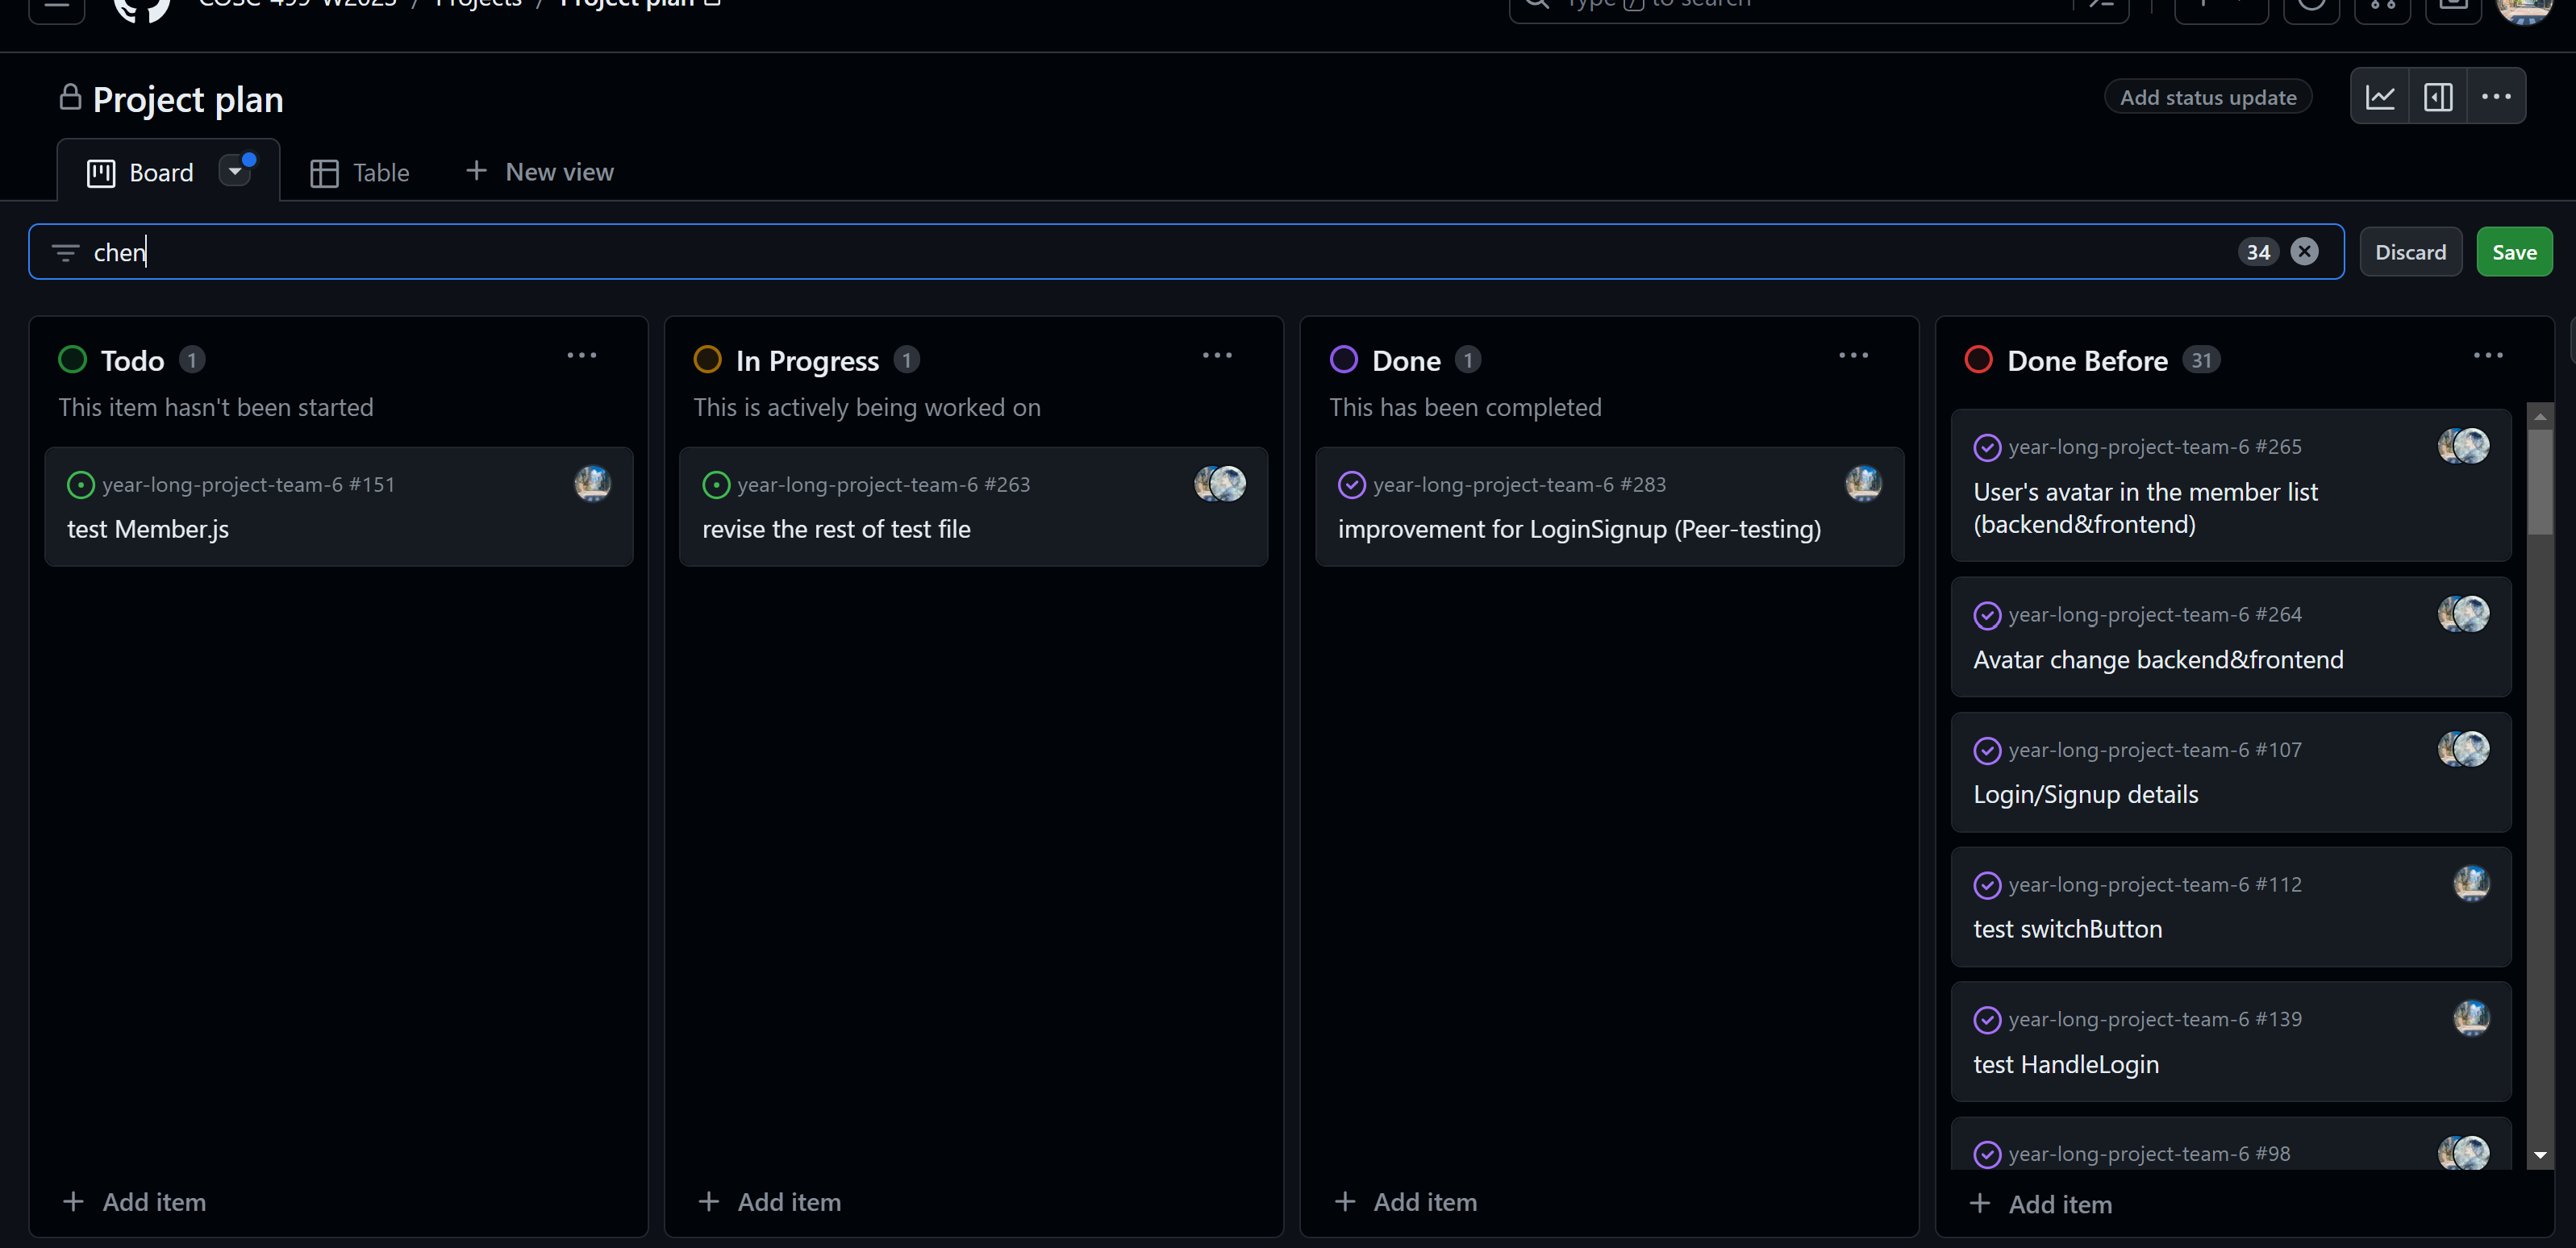 COSC-499-W2023 / Projects / Project plan
Type / to search
Project plan
Add status update
Board
Table
New view
chen
34
Discard
Save
Todo 1
This item hasn't been started
year-long-project-team-6 #151
test Member.js
Add item
In Progress 1
This is actively being worked on
year-long-project-team-6 #263
revise the rest of test file
Add item
Done 1
This has been completed
year-long-project-team-6 #283
improvement for LoginSignup (Peer-testing)
Add item
Done Before 31
year-long-project-team-6 #265
User's avatar in the member list
(backend&frontend)
year-long-project-team-6 #264
Avatar change backend&frontend
year-long-project-team-6 #107
Login/Signup details
year-long-project-team-6 #112
test switchButton
year-long-project-team-6 #139
test HandleLogin
year-long-project-team-6 #98
Add item